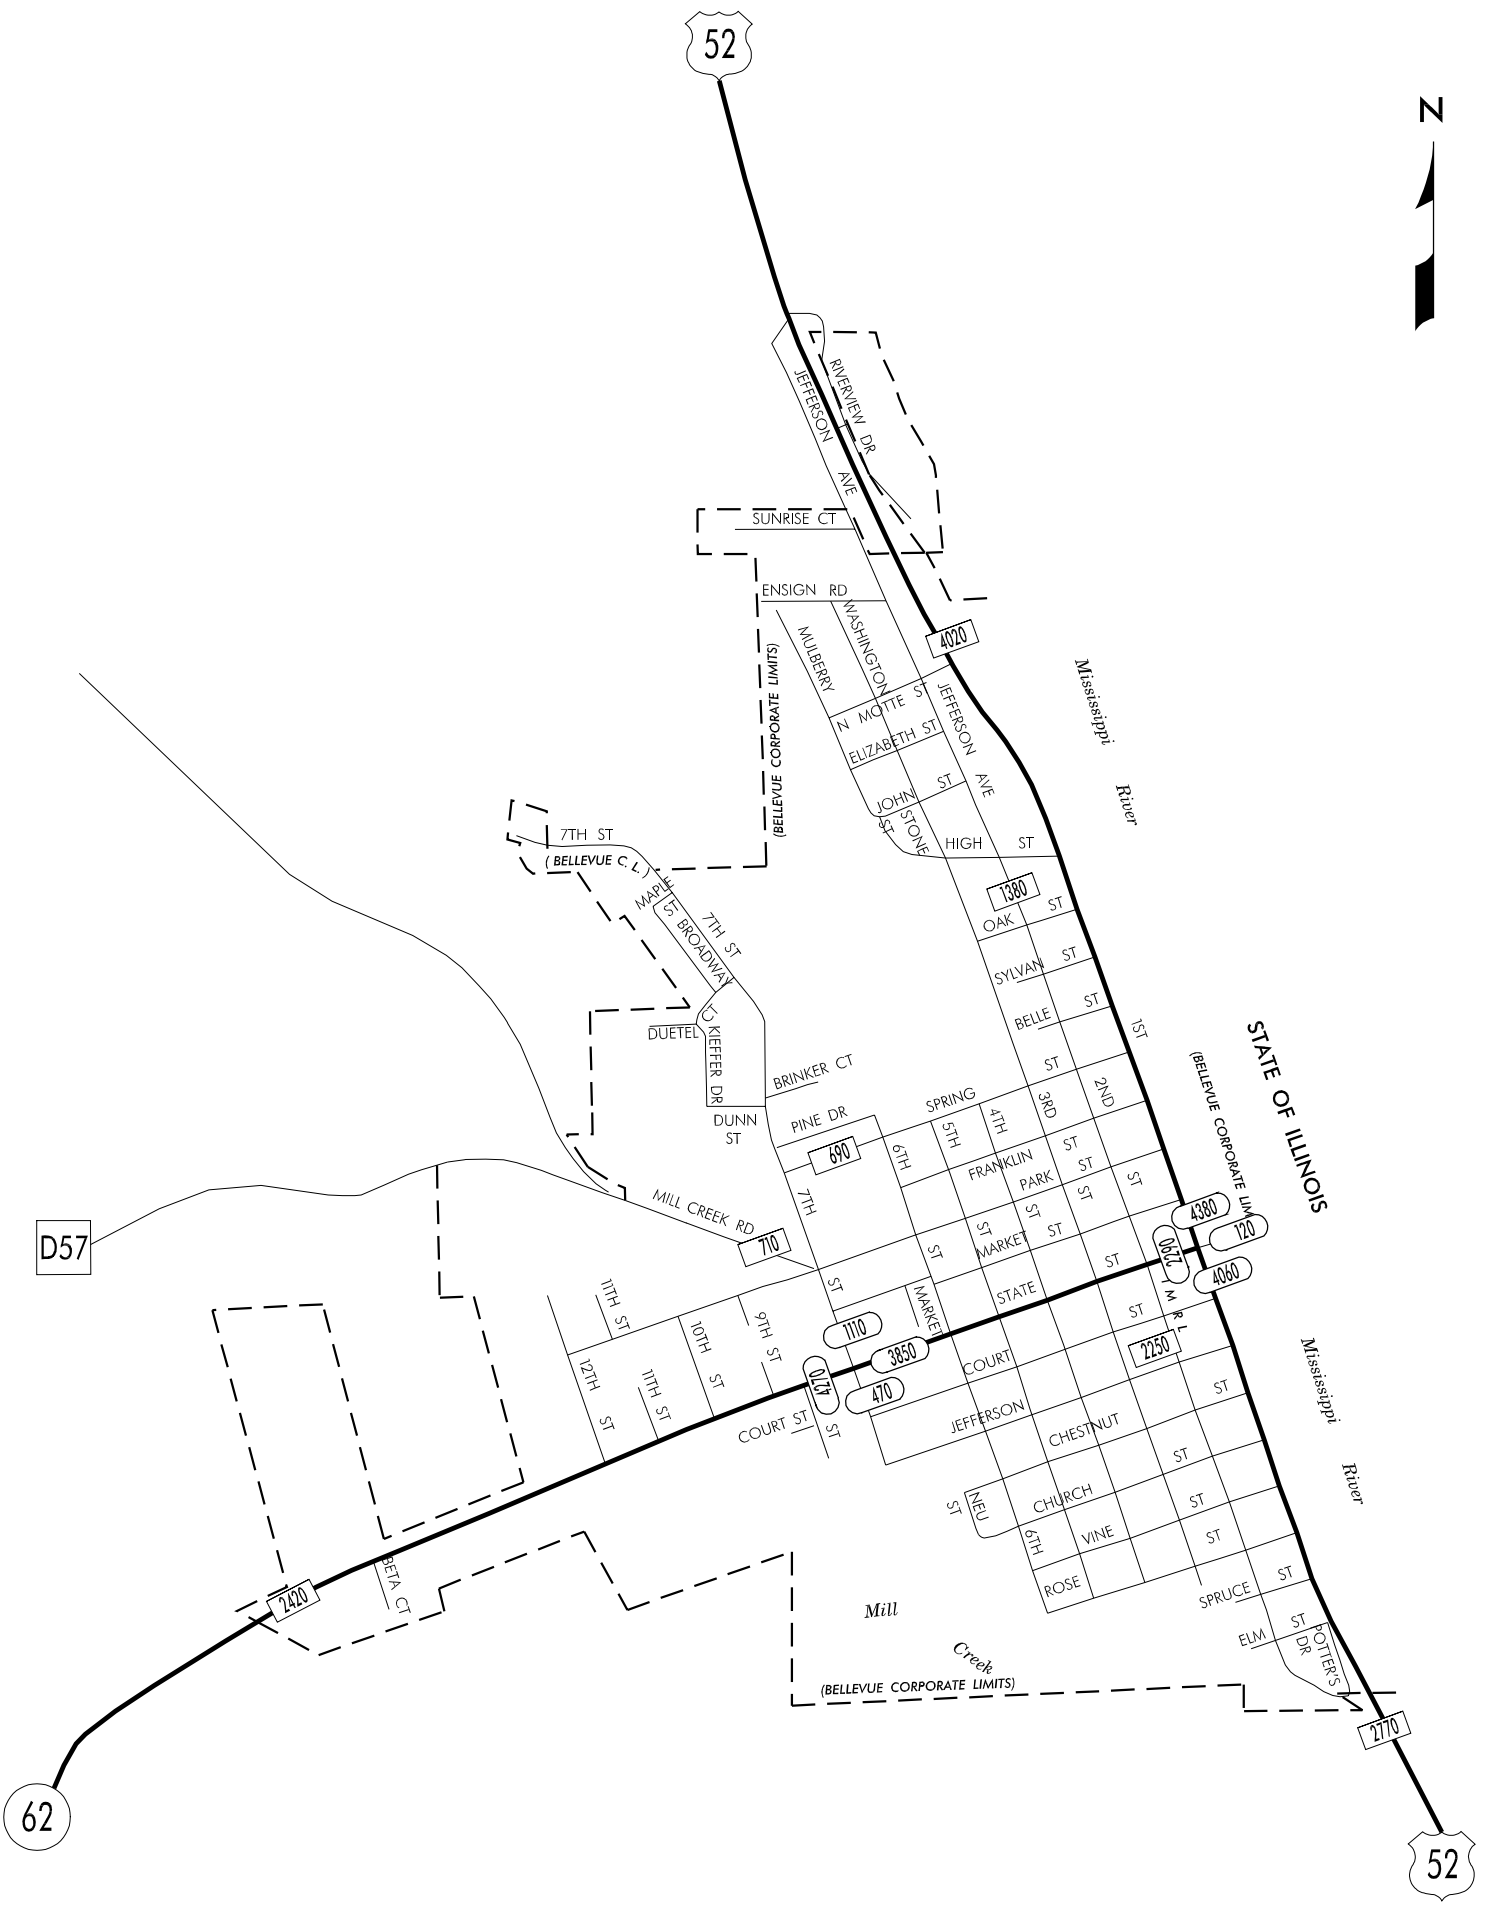 52
N
JEFFERSON AVE
RIVERVIEW DR
SUNRISE CT
ENSIGN RD
WASHINGTON
MULBERRY
ST
4020
(BELLEVUE CORPORATE LIMITS)
Mississippi River
N MOTTE ST
JEFFERSON AVE
ELIZABETH ST
JOHN ST
STONE
HIGH ST
7TH ST
(BELLEVUE C. L.)
MAPLE ST
7TH ST
BROADWAY
1380
OAK ST
SYLVAN ST
BELLE ST
1ST
ST
DUETEL CT
KIEFFER DR
DUNN ST
BRINKER CT
PINE DR
690
SPRING ST
2ND
ST
3RD
ST
4TH
ST
5TH
ST
6TH
ST
7TH
ST
STATE OF ILLINOIS
(BELLEVUE CORPORATE LIM
FRANKLIN ST
PARK ST
MILL CREEK RD
710
D57
MARKET ST
4380
120
2290
4060
I M R L
STATE ST
MARKET
11TH ST
9TH ST
10TH ST
12TH ST
11TH ST
1110
3850
4270
470
2250
COURT ST
COURT ST
ST
JEFFERSON ST
CHESTNUT ST
CHURCH ST
NEU ST
6TH
VINE ST
ROSE ST
Mississippi River
SPRUCE ST
ELM ST
POTTER'S DR
BETA CT
2420
Mill Creek
(BELLEVUE CORPORATE LIMITS)
2770
62
52